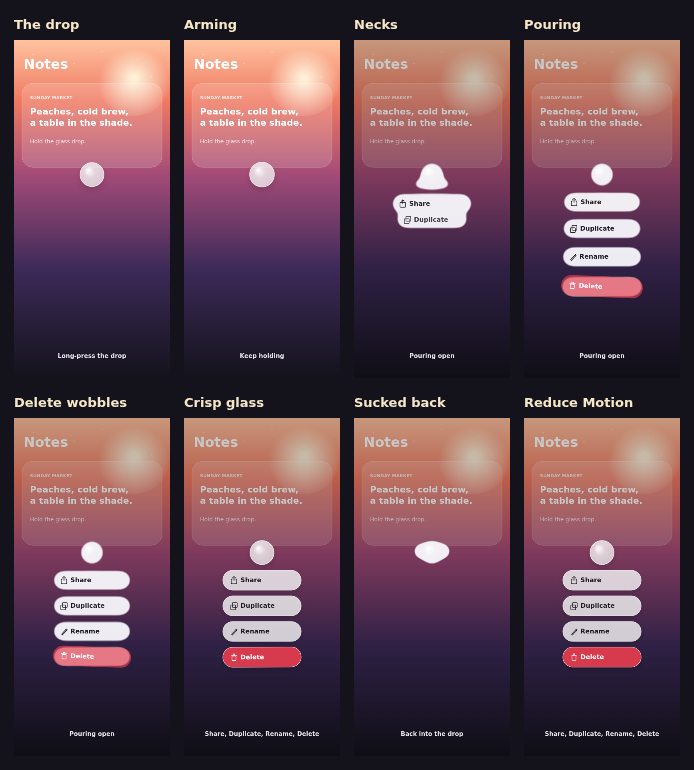 The drop
Notes
SUNDAY MARKET
Peaches, cold brew,
a table in the shade.
Hold the glass drop.
Long-press the drop
Arming
Notes
SUNDAY MARKET
Peaches, cold brew,
a table in the shade.
Hold the glass drop.
Keep holding
Necks
Notes
SUNDAY MARKET
Peaches, cold brew,
a table in the shade.
Hold the glass drop.
Share
Duplicate
Pouring open
Pouring
Notes
SUNDAY MARKET
Peaches, cold brew,
a table in the shade.
Hold the glass drop.
Share
Duplicate
Rename
Delete
Pouring open
Delete wobbles
Notes
SUNDAY MARKET
Peaches, cold brew,
a table in the shade.
Hold the glass drop.
Share
Duplicate
Rename
Delete
Pouring open
Crisp glass
Notes
SUNDAY MARKET
Peaches, cold brew,
a table in the shade.
Hold the glass drop.
Share
Duplicate
Rename
Delete
Share, Duplicate, Rename, Delete
Sucked back
Notes
SUNDAY MARKET
Peaches, cold brew,
a table in the shade.
Hold the glass drop.
Back into the drop
Reduce Motion
Notes
SUNDAY MARKET
Peaches, cold brew,
a table in the shade.
Hold the glass drop.
Share
Duplicate
Rename
Delete
Share, Duplicate, Rename, Delete